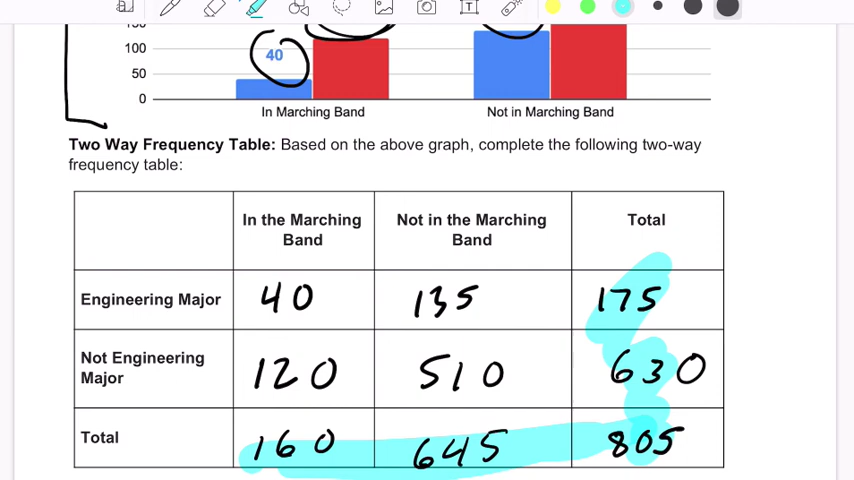 T
150
100
40
50
0
In Marching Band
Not in Marching Band
Two Way Frequency Table: Based on the above graph, complete the following two-way
frequency table:
In the Marching
Band
Not in the Marching
Band
Total
Engineering Major
40
135
175
Not Engineering
Major
120
510
630
Total
160
645
805